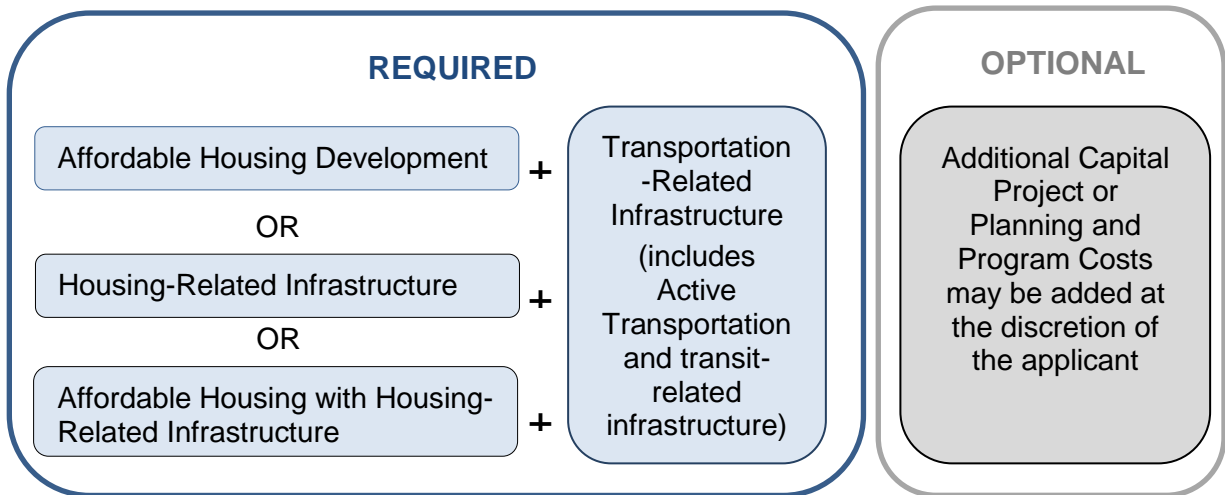 REQUIRED
Affordable Housing Development
+
OR
Housing-Related Infrastructure
+
OR
Affordable Housing with Housing-
Related Infrastructure
+
Transportation
-Related
Infrastructure
(includes
Active
Transportation
and transit-
related
infrastructure)
OPTIONAL
Additional Capital
Project or
Planning and
Program Costs
may be added at
the discretion of
the applicant